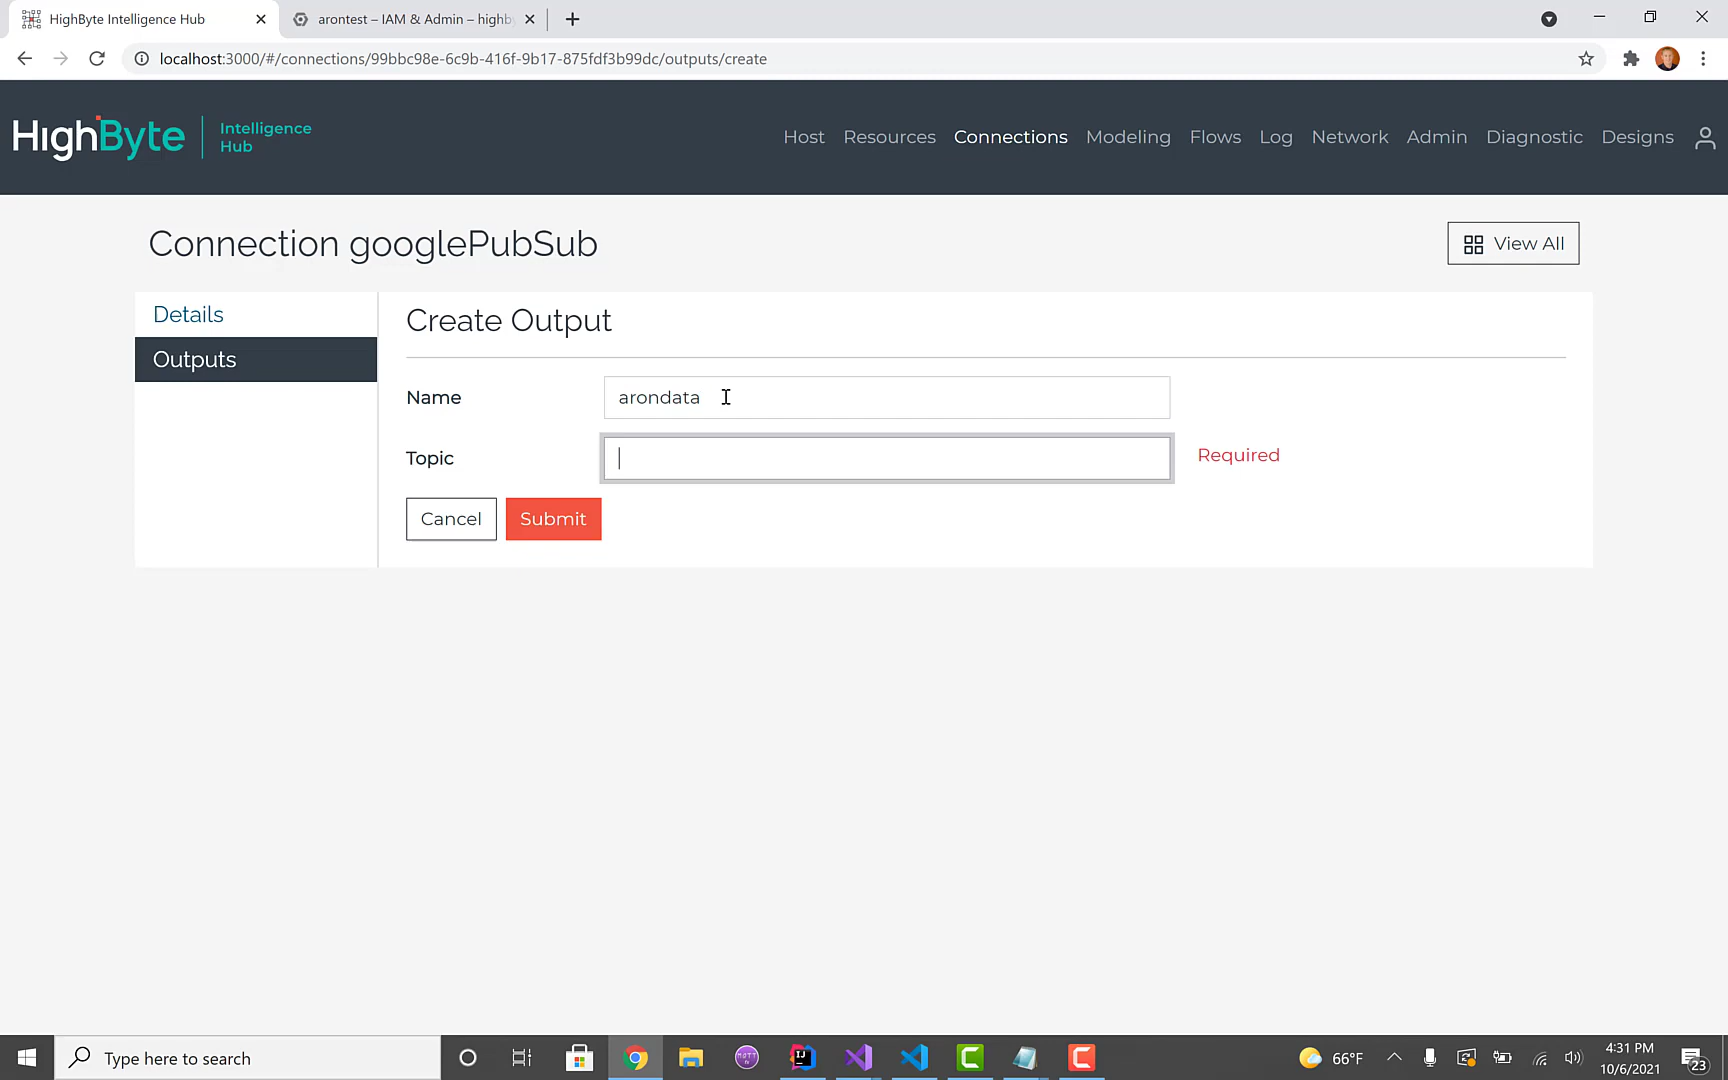 HighByte Intelligence Hub
arontest – IAM & Admin – highb
localhost:3000/#/connections/99bbc98e-6c9b-416f-9b17-875fdf3b99dc/outputs/create
HighByte
Intelligence
Hub
Host
Resources
Connections
Modeling
Flows
Log
Network
Admin
Diagnostic
Designs
Connection googlePubSub
View All
Details
Outputs
Create Output
Name
arondata
Topic
Required
Cancel
Submit
Type here to search
66°F
4:31 PM
10/6/2021
23